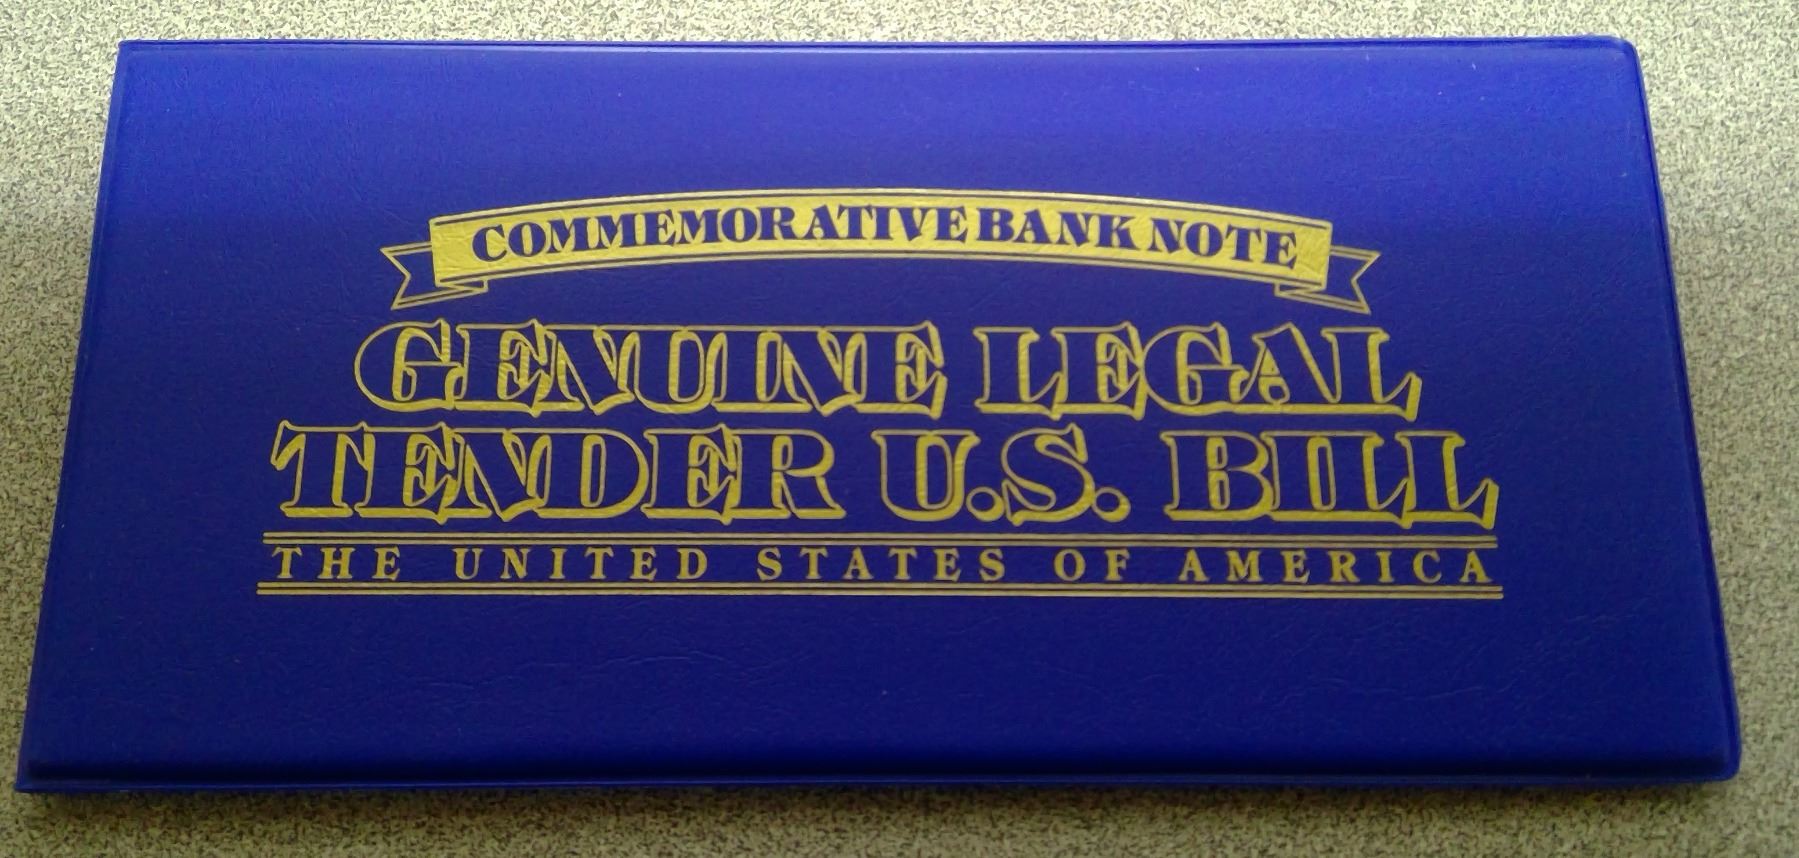 COMMEMORATIVE BANK NOTE
GENUINE LEGAL
TENDER U.S. BILL
THE UNITED STATES OF AMERICA